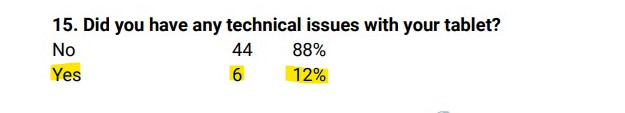 15. Did you have any technical issues with your tablet?
No 44 88%
Yes 6 12%